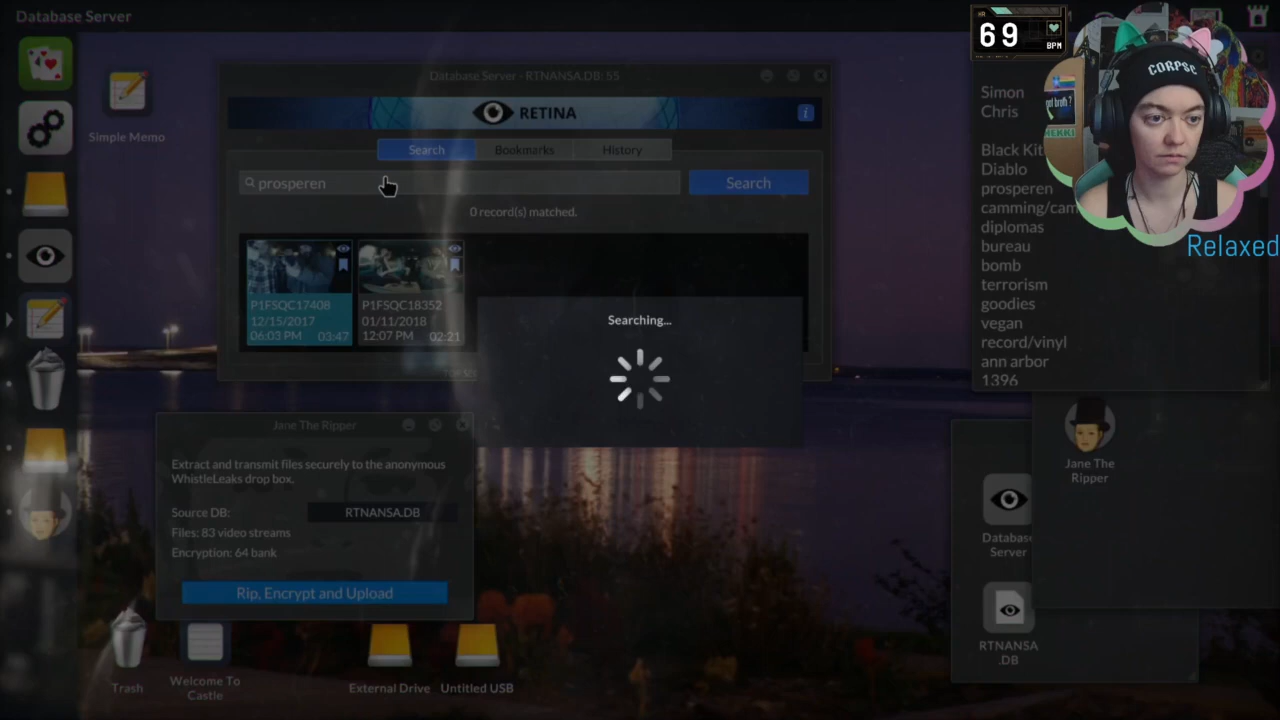 Database Server
69
BPM
HR
CORPSE
got broth?
HEKKI
Relaxed
Simple Memo
Database Server - RTNANSA.DB: 55
RETINA
Search
Bookmarks
History
prosperen
Search
0 record(s) matched.
P1FSQC17408
12/15/2017
06:03 PM
03:47
P1FSQC18352
01/11/2018
12:07 PM
02:21
Searching...
Simon
Chris
Black Kit
Diablo
prosperen
camming/cam
diplomas
bureau
bomb
terrorism
goodies
vegan
record/vinyl
ann arbor
1396
Jane The Ripper
Extract and transmit files securely to the anonymous
WhistleLeaks drop box.
Source DB:
RTNANSA.DB
Files: 83 video streams
Encryption: 64 bank
Rip, Encrypt and Upload
Jane The
Ripper
Database
Server
RTNANSA
.DB
Trash
Welcome To
Castle
External Drive
Untitled USB